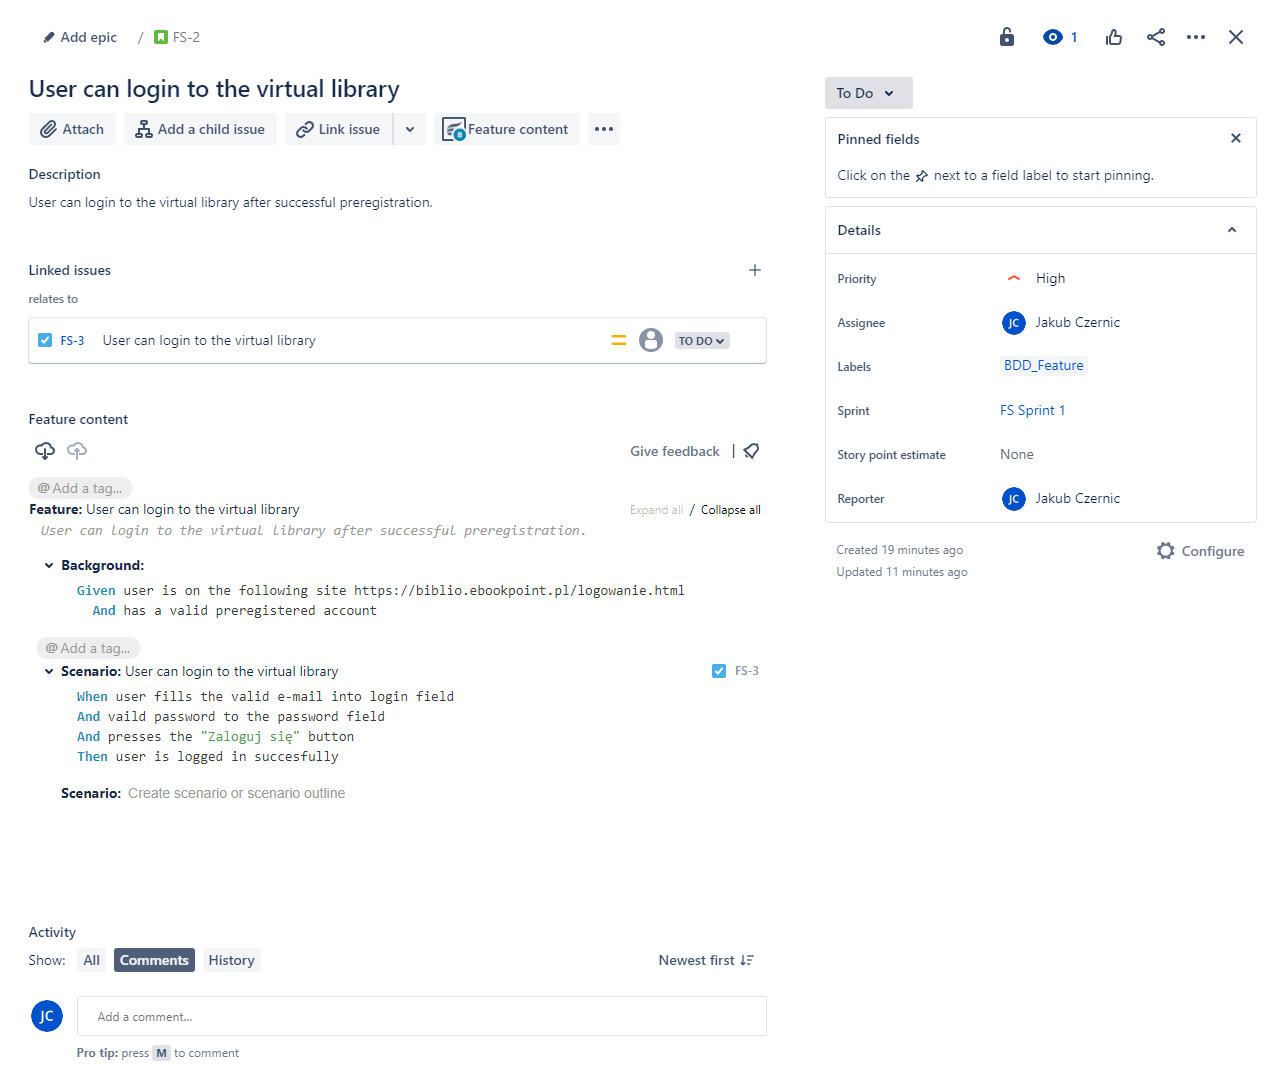 Add epic / FS-2
1
User can login to the virtual library
Attach Add a child issue Link issue Feature content
Description
User can login to the virtual library after successful preregistration.
Linked issues
relates to
FS-3 User can login to the virtual library TO DO
Feature content
Give feedback
@ Add a tag...
Feature: User can login to the virtual library Expand all / Collapse all
User can login to the virtual library after successful preregistration.
Background:
Given user is on the following site https://biblio.ebookpoint.pl/logowanie.html
And has a valid preregistered account
@ Add a tag...
Scenario: User can login to the virtual library FS-3
When user fills the valid e-mail into login field
And vaild password to the password field
And presses the "Zaloguj się" button
Then user is logged in succesfully
Scenario: Create scenario or scenario outline
Activity
Show: All Comments History Newest first
JC Add a comment...
Pro tip: press M to comment
To Do
Pinned fields
Click on the next to a field label to start pinning.
Details
Priority High
Assignee JC Jakub Czernic
Labels BDD_Feature
Sprint FS Sprint 1
Story point estimate None
Reporter JC Jakub Czernic
Created 19 minutes ago Configure
Updated 11 minutes ago